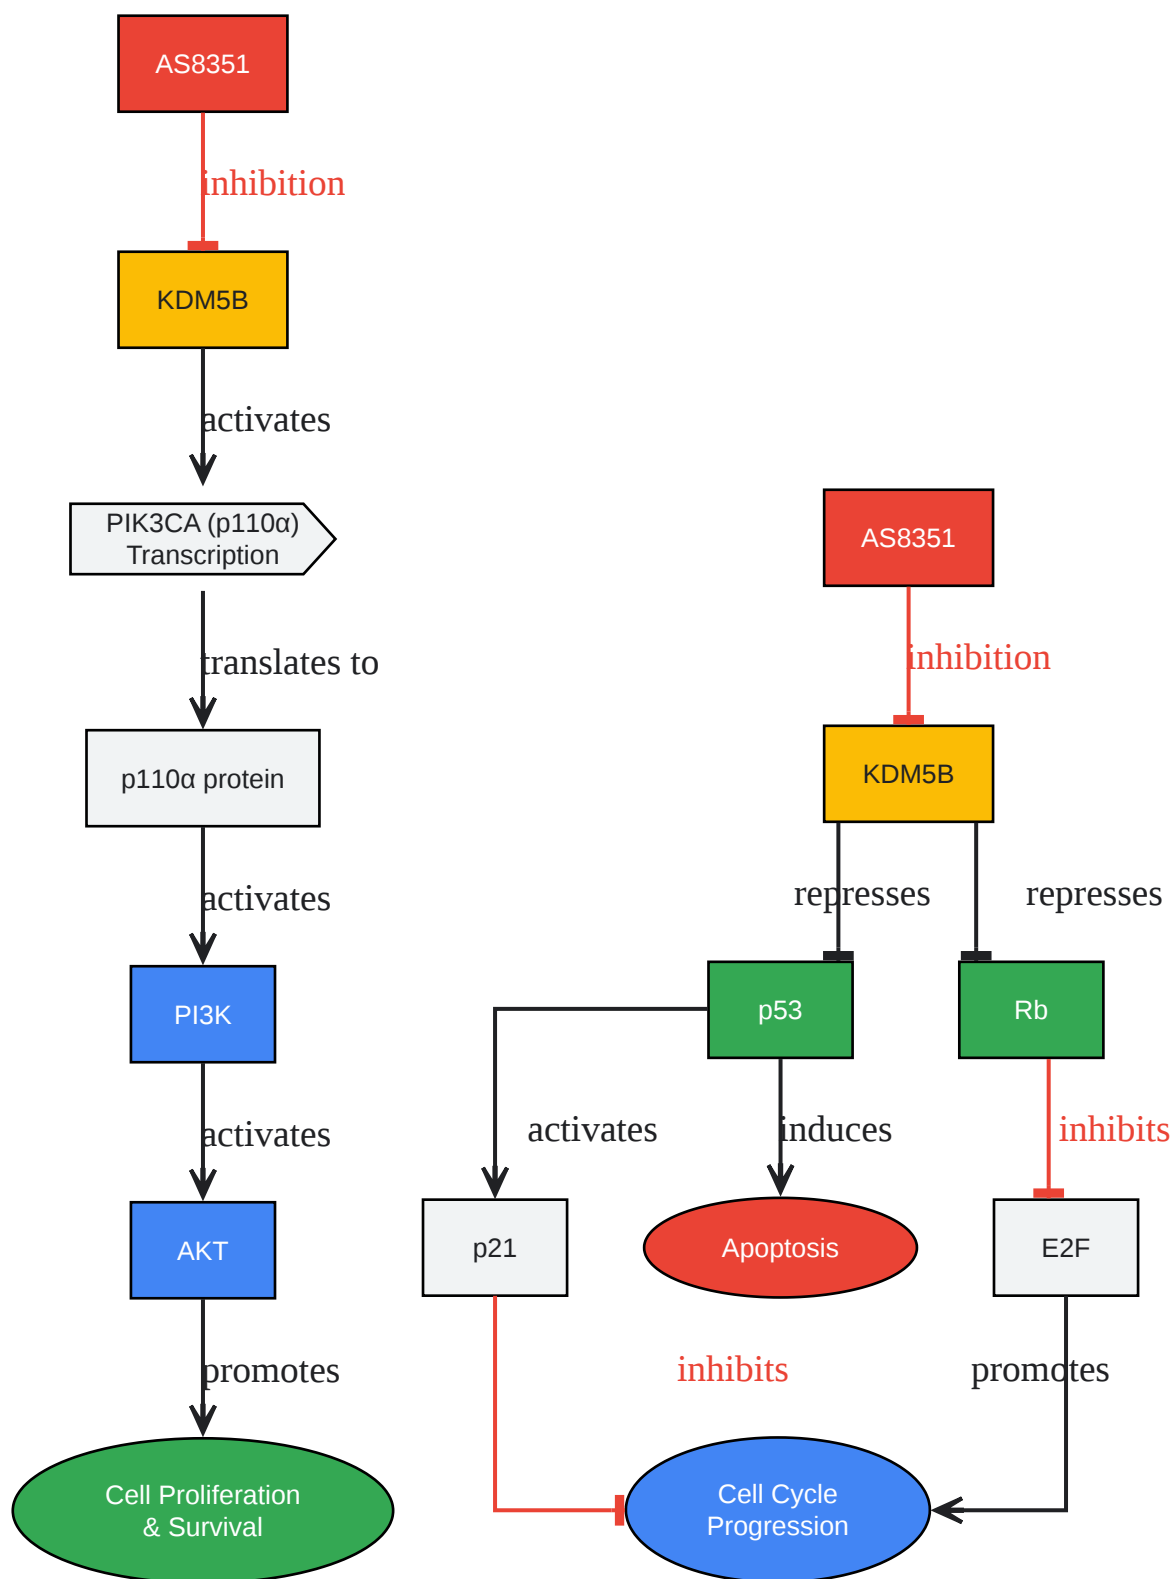 AS8351
inhibition
KDM5B
activates
PIK3CA (p110α)
Transcription
translates to
p110α protein
activates
PI3K
activates
AKT
promotes
Cell Proliferation
& Survival
AS8351
inhibition
KDM5B
represses
represses
p53
Rb
activates
induces
inhibits
p21
Apoptosis
E2F
inhibits
promotes
Cell Cycle
Progression